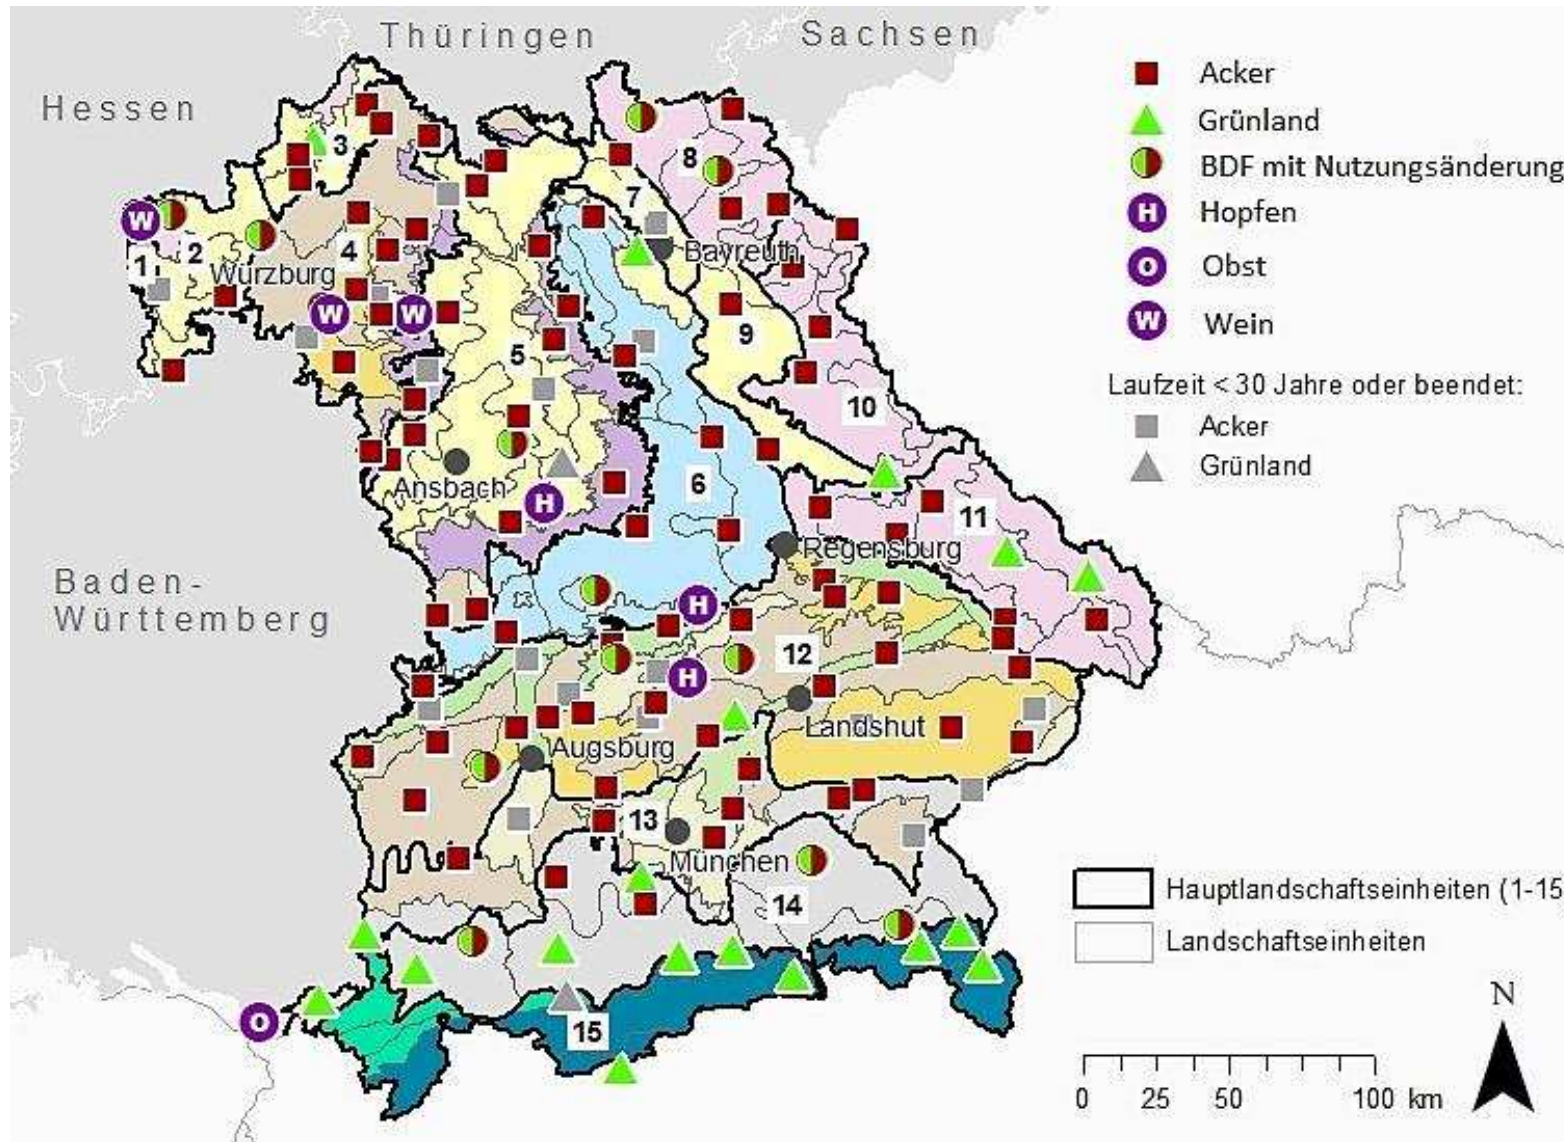 Thüringen
Sachsen
Hessen
Acker
Grünland
BDF mit Nutzungsänderung
H Hopfen
O Obst
W Wein
Laufzeit < 30 Jahre oder beendet:
Acker
Grünland
3
8
7
W
1
2
4
Würzburg
Bayreuth
W
W
5
9
10
6
Ansbach
H
11
Regensburg
Baden-
Württemberg
H
12
H
Landshut
Augsburg
13
München
14
Hauptlandschaftseinheiten (1-15
Landschaftseinheiten
O
15
N
0 25 50 100 km